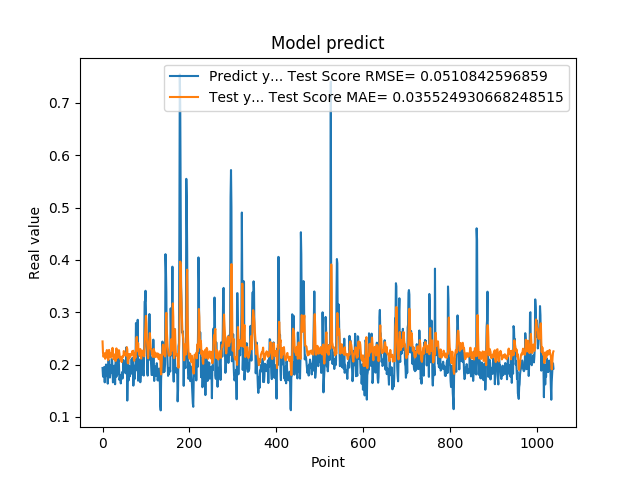 Model predict
Predict y... Test Score RMSE= 0.0510842596859
Test y... Test Score MAE= 0.035524930668248515
0.7
0.6
0.5
0.4
0.3
0.2
0.1
Real value
0 200 400 600 800 1000
Point